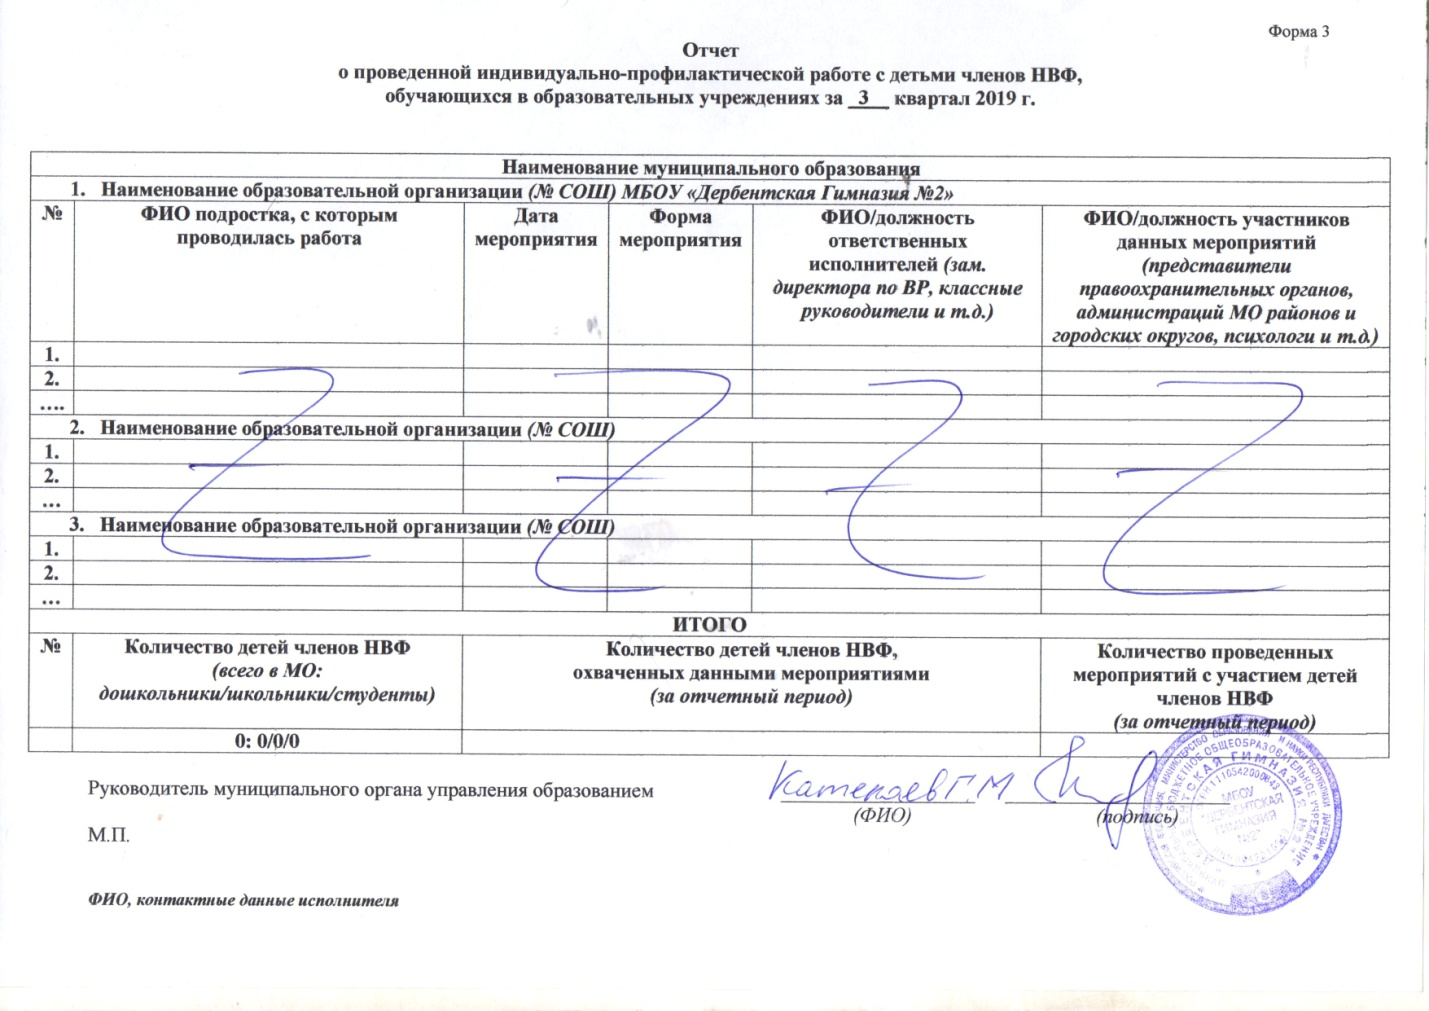 Форма 3
Отчет
о проведенной индивидуально-профилактической работе с детьми членов НВФ,
обучающихся в образовательных учреждениях за 3 квартал 2019 г.
Наименование муниципального образования
1. Наименование образовательной организации (№ СОШ) МБОУ «Дербентская Гимназия №2»
№
ФИО подростка, с которым
проводилась работа
Дата
мероприятия
Форма
мероприятия
ФИО/должность
ответственных
исполнителей (зам.
директора по ВР, классные
руководители и т.д.)
ФИО/должность участников
данных мероприятий
(представители
правоохранительных органов,
администраций МО районов и
городских округов, психологи и т.д.)
1.
2.
….
2. Наименование образовательной организации (№ СОШ)
1.
2.
…
3. Наименование образовательной организации (№ СОШ)
1.
2.
…
ИТОГО
№
Количество детей членов НВФ
(всего в МО:
дошкольники/школьники/студенты)
Количество детей членов НВФ,
охваченных данными мероприятиями
(за отчетный период)
Количество проведенных
мероприятий с участием детей
членов НВФ
(за отчетный период)
0: 0/0/0
Руководитель муниципального органа управления образованием
Г.М
(ФИО)
(подпись)
М.П.
МБОУ
ГИМНАЗИЯ
№2"
ФИО, контактные данные исполнителя